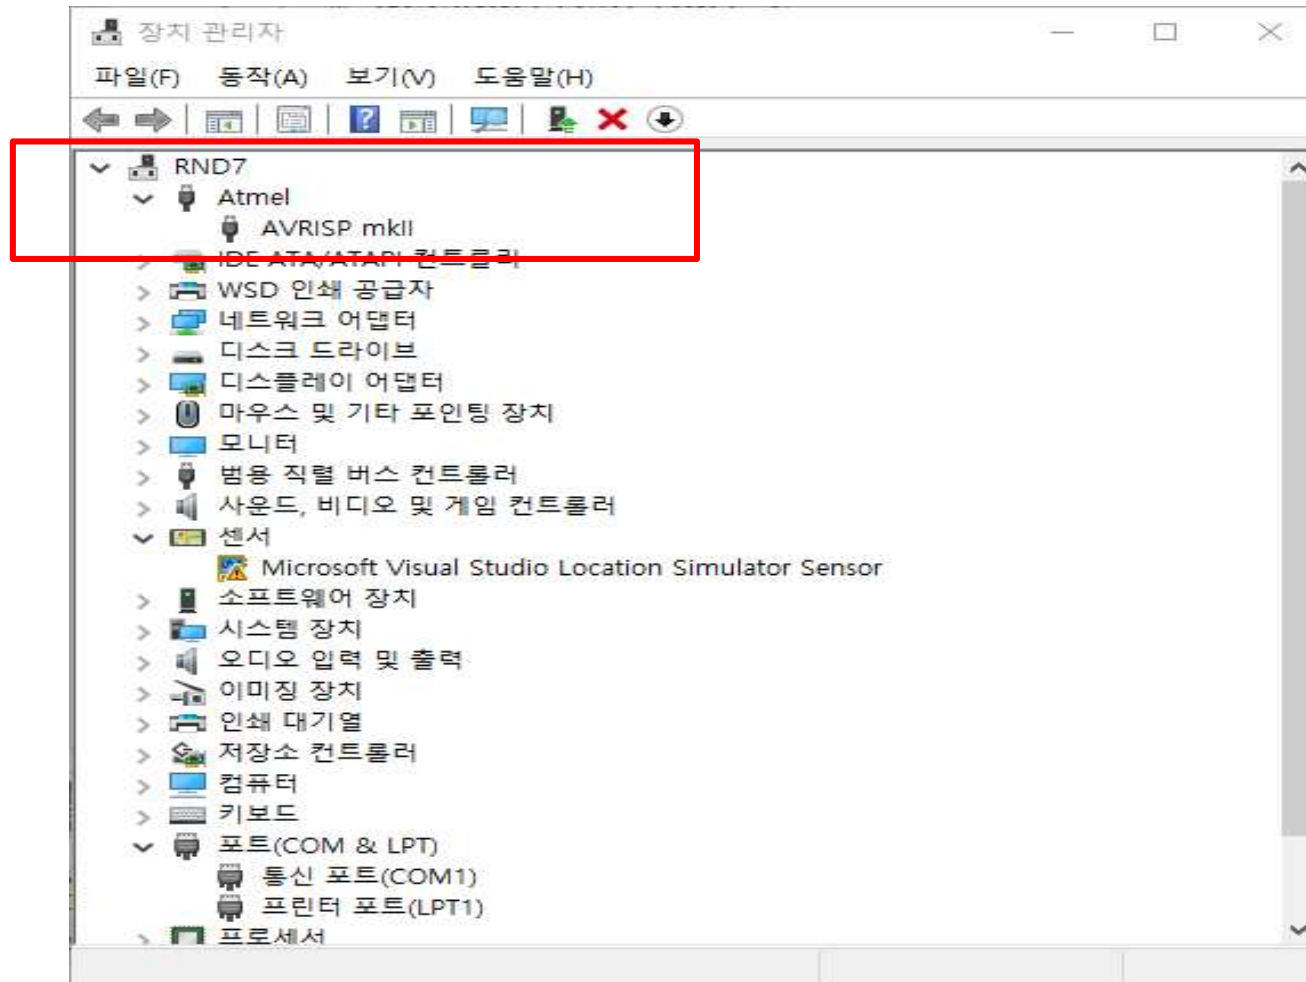 장치 관리자
파일(F) 동작(A) 보기(V) 도움말(H)
RND7
Atmel
AVRISP mkII
IDE ATA/ATAPI 컨트롤러
WSD 인쇄 공급자
네트워크 어댑터
디스크 드라이브
디스플레이 어댑터
마우스 및 기타 포인팅 장치
모니터
범용 직렬 버스 컨트롤러
사운드, 비디오 및 게임 컨트롤러
센서
Microsoft Visual Studio Location Simulator Sensor
소프트웨어 장치
시스템 장치
오디오 입력 및 출력
이미징 장치
인쇄 대기열
저장소 컨트롤러
컴퓨터
키보드
포트(COM & LPT)
통신 포트(COM1)
프린터 포트(LPT1)
프로세서